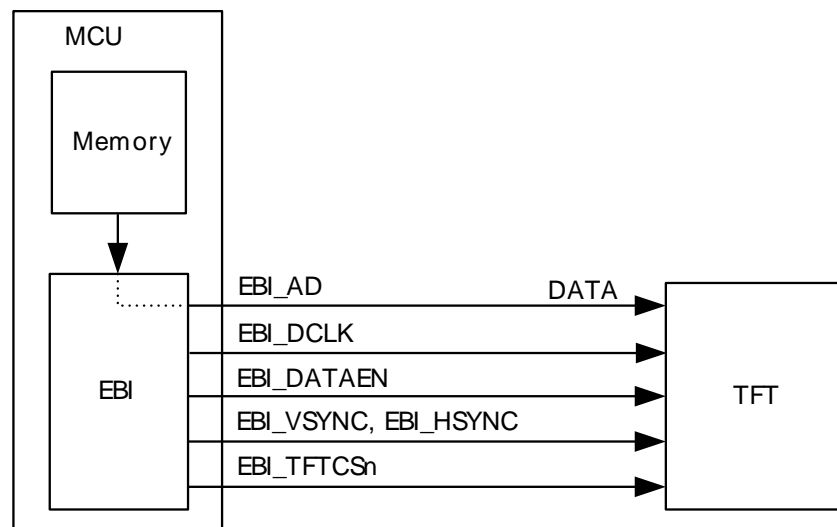 MCU
Memory
EBI_AD DATA
EBI_DCLK
EBI_DATAEN
EBI TFT
EBI_VSYNC, EBI_HSYNC
EBI_TFTCSn